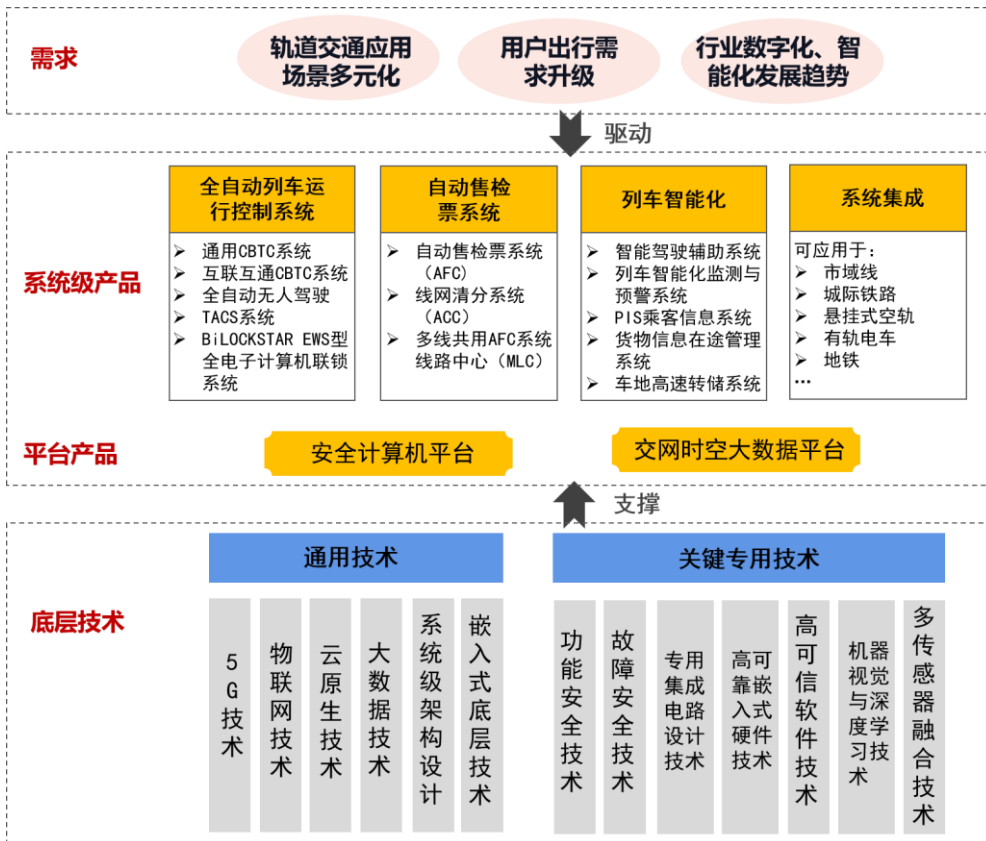 需求
轨道交通应用
场景多元化
用户出行需
求升级
行业数字化、智
能化发展趋势
驱动
系统级产品
全自动列车运
行控制系统
➢ 通用CBTC系统
➢ 互联互通CBTC系统
➢ 全自动无人驾驶
➢ TACS系统
➢ BiLOCKSTAR EWS型
全电子计算机联锁
系统
自动售检
票系统
➢ 自动售检票系统
（AFC）
➢ 线网清分系统
（ACC）
➢ 多线共用AFC系统
线路中心（MLC）
列车智能化
➢ 智能驾驶辅助系统
➢ 列车智能化监测与
预警系统
➢ PIS乘客信息系统
➢ 货物信息在途管理
系统
➢ 车地高速转储系统
系统集成
可应用于：
➢ 市域线
➢ 城际铁路
➢ 悬挂式空轨
➢ 有轨电车
➢ 地铁
…
平台产品
安全计算机平台
交网时空大数据平台
支撑
底层技术
通用技术
5G技术
物联网技术
云原生技术
大数据技术
系统级架构设计
嵌入式底层技术
关键专用技术
功能安全技术
故障安全技术
专用
集成
电路
设计
技术
高可
靠嵌
入式
硬件
技术
高可信软件技术
机器
视觉
与深
度学
习技
术
多传感器融合技术